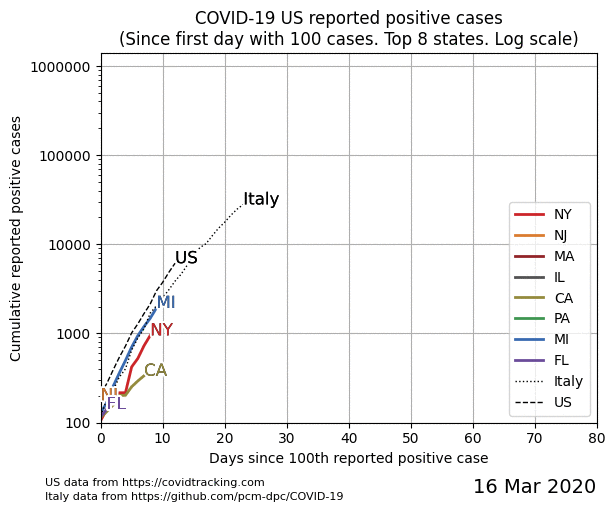 COVID-19 US reported positive cases
(Since first day with 100 cases. Top 8 states. Log scale)
Cumulative reported positive cases
1000000
100000
10000
1000
100
Italy
US
MI
NY
CA
NJ
FL
NY
NJ
MA
IL
CA
PA
MI
FL
Italy
US
0 10 20 30 40 50 60 70 80
Days since 100th reported positive case
US data from https://covidtracking.com
Italy data from https://github.com/pcm-dpc/COVID-19
16 Mar 2020